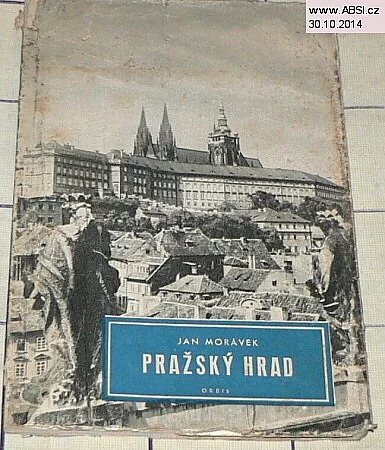 www.ABSI.cz
30.10.2014
JAN MORÁVEK
PRAŽSKÝ HRAD
ORBIS